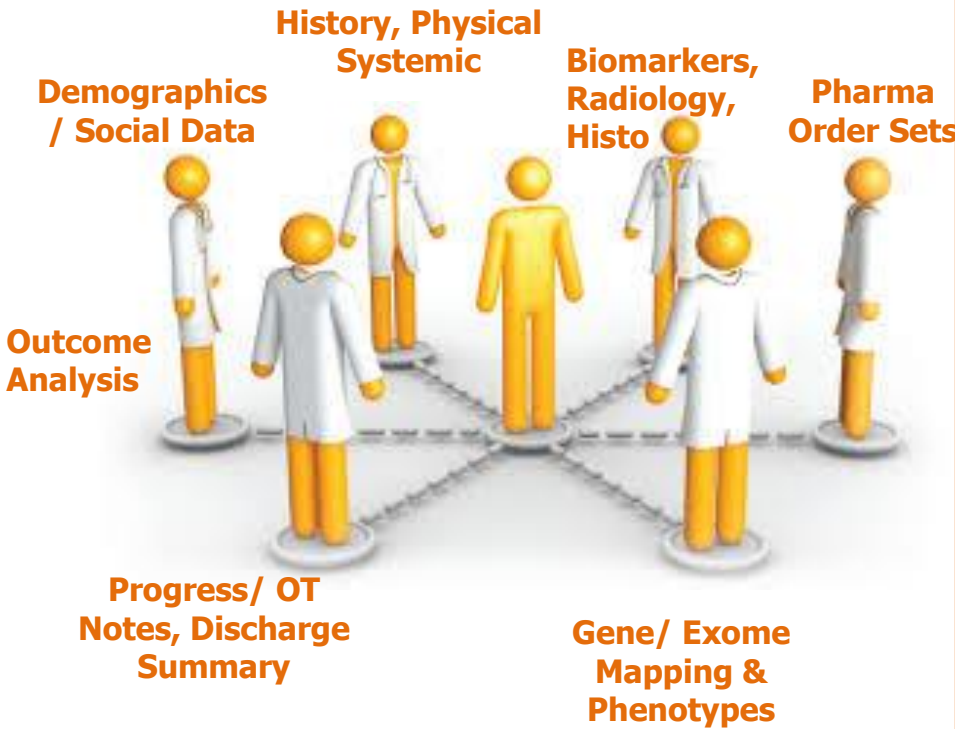 History, Physical
Systemic
Demographics
/ Social Data
Biomarkers,
Radiology,
Histo
Pharma
Order Sets
Outcome
Analysis
Progress/ OT
Notes, Discharge
Summary
Gene/ Exome
Mapping &
Phenotypes